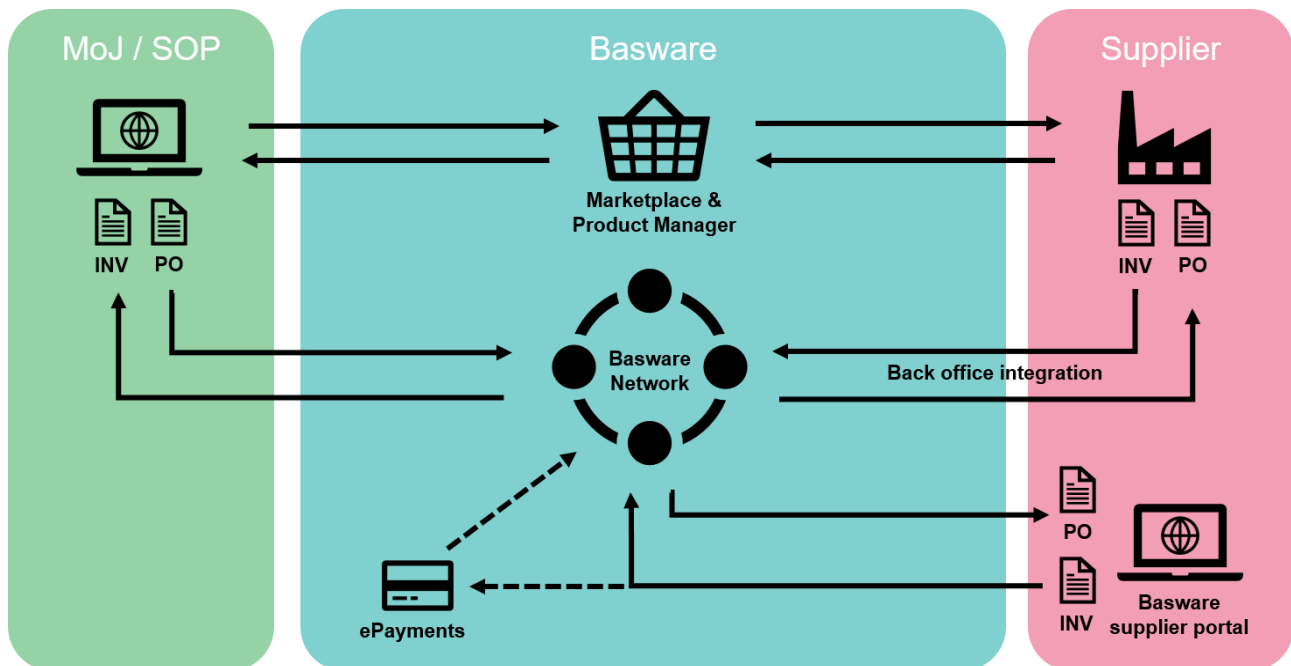 MoJ / SOP
Basware
Supplier
Marketplace &
Product Manager
INV
PO
INV
PO
Basware
Network
Back office integration
PO
INV
Basware
supplier portal
ePayments